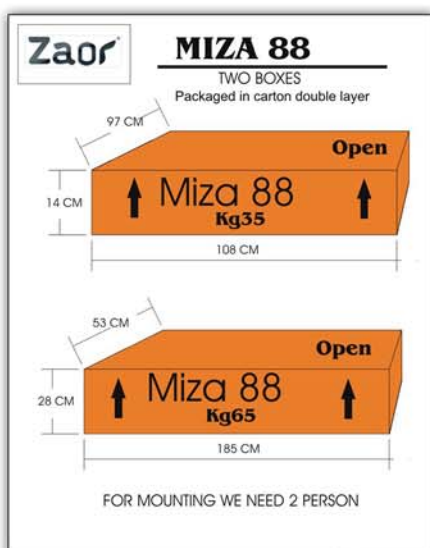 Zaor
MIZA 88
TWO BOXES
Packaged in carton double layer
97 CM
Open
14 CM
Miza 88
Kg35
108 CM
53 CM
Open
28 CM
Miza 88
Kg65
185 CM
FOR MOUNTING WE NEED 2 PERSON